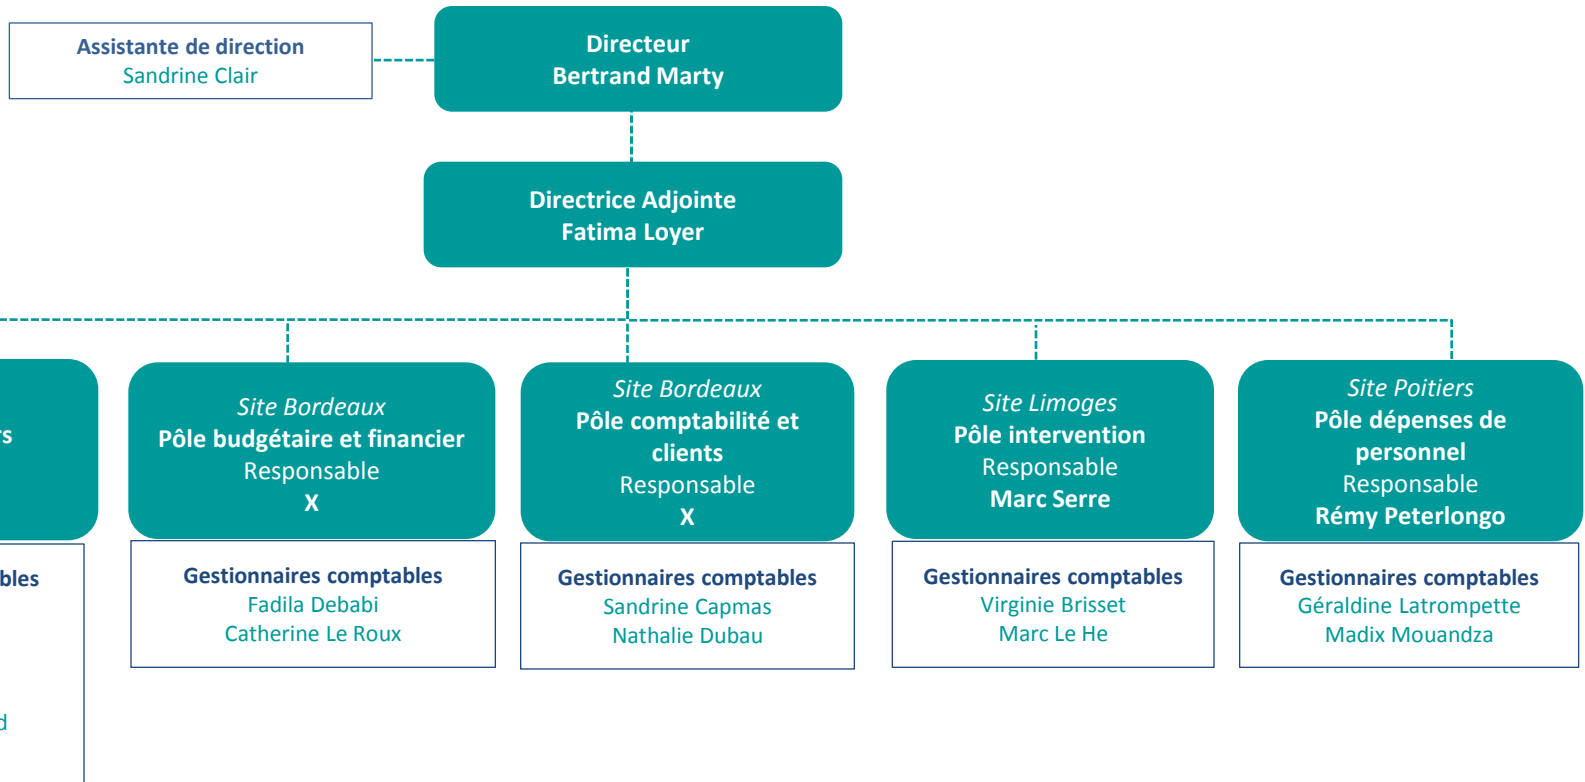 Assistante de direction
Sandrine Clair
Directeur
Bertrand Marty
Directrice Adjointe
Fatima Loyer
Site Bordeaux
Pôle budgétaire et financier
Responsable
X
Gestionnaires comptables
Fadila Debabi
Catherine Le Roux
Site Bordeaux
Pôle comptabilité et
clients
Responsable
X
Gestionnaires comptables
Sandrine Capmas
Nathalie Dubau
Site Limoges
Pôle intervention
Responsable
Marc Serre
Gestionnaires comptables
Virginie Brisset
Marc Le He
Site Poitiers
Pôle dépenses de
personnel
Responsable
Rémy Peterlongo
Gestionnaires comptables
Géraldine Latrompette
Madix Mouandza